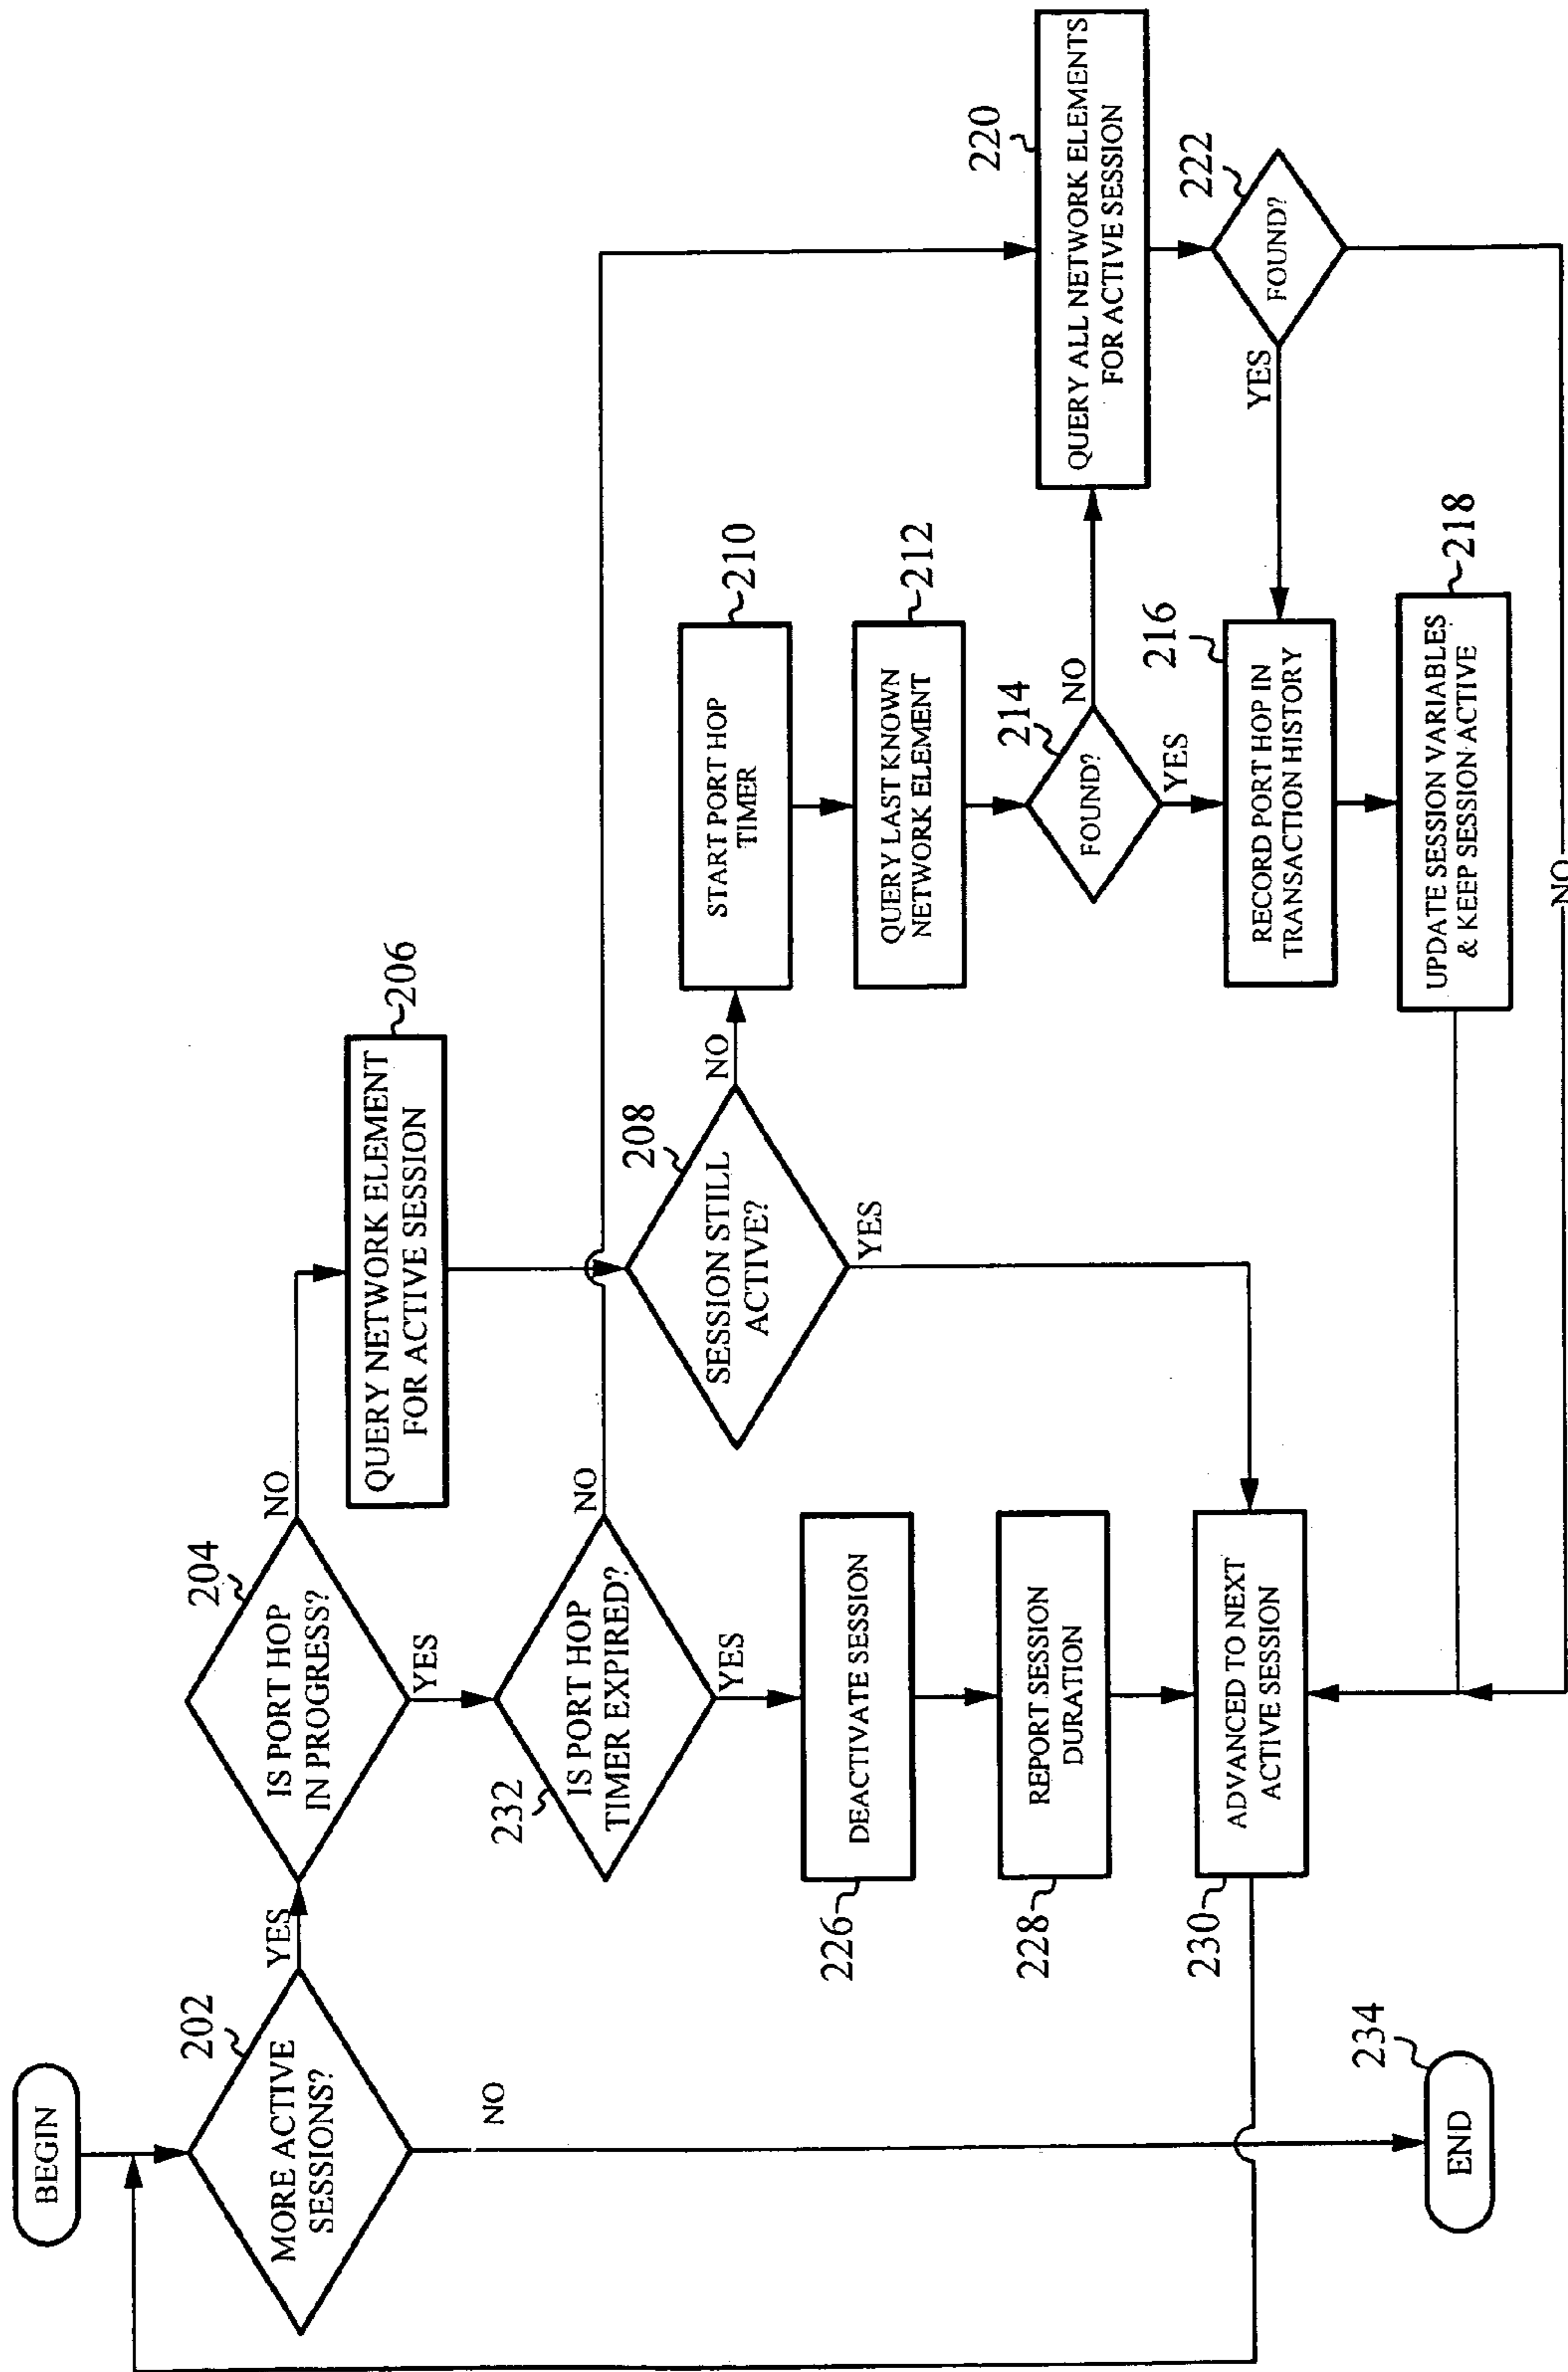 BEGIN
202
MORE ACTIVE
SESSIONS?
YES
NO
204
IS PORT HOP
IN PROGRESS?
NO
YES
QUERY NETWORK ELEMENT
FOR ACTIVE SESSION
206
232
IS PORT HOP
TIMER EXPIRED?
NO
YES
208
SESSION STILL
ACTIVE?
NO
YES
START PORT HOP
TIMER
210
QUERY LAST KNOWN
NETWORK ELEMENT
212
214
FOUND?
NO
YES
220
QUERY ALL NETWORK ELEMENTS
FOR ACTIVE SESSION
222
FOUND?
YES
NO
216
RECORD PORT HOP IN
TRANSACTION HISTORY
UPDATE SESSION VARIABLES
& KEEP SESSION ACTIVE
218
226
DEACTIVATE SESSION
228
REPORT SESSION
DURATION
230
ADVANCED TO NEXT
ACTIVE SESSION
234
END